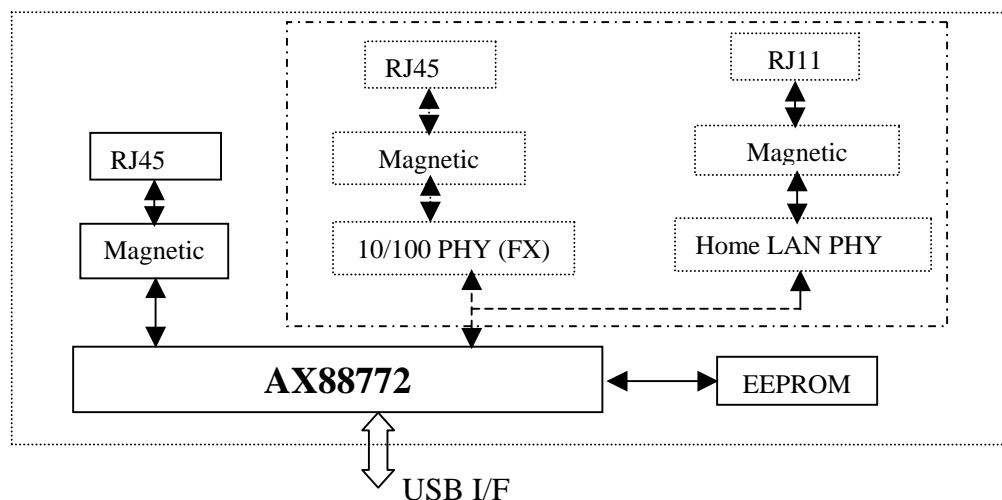 RJ45
RJ11
Magnetic
Magnetic
RJ45
10/100 PHY (FX)
Home LAN PHY
Magnetic
AX88772
EEPROM
USB I/F